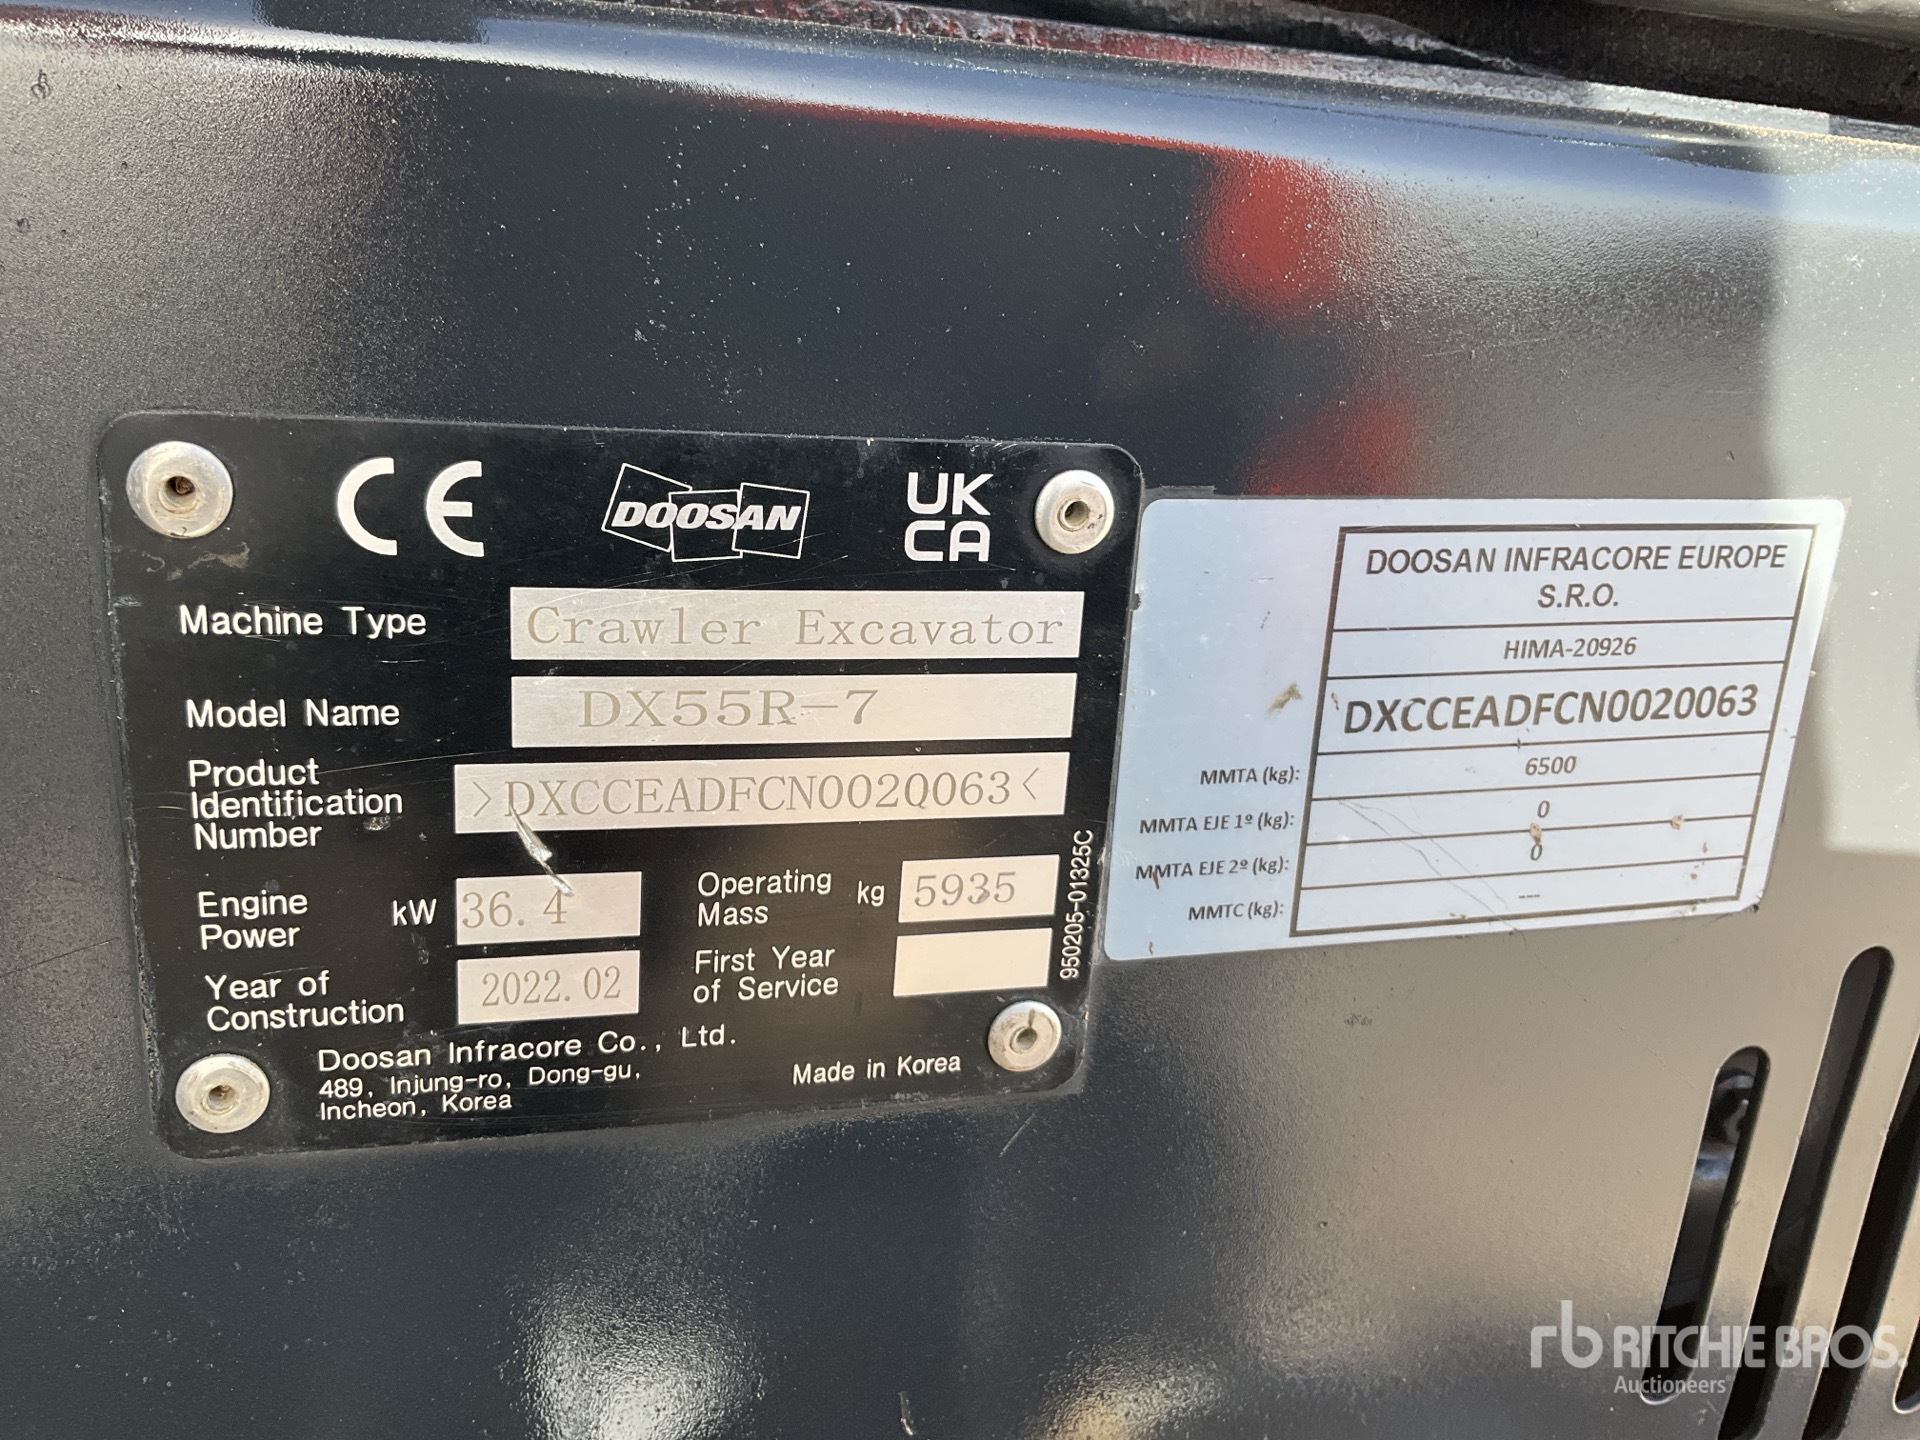 CE
DOOSAN
UK
CA
Machine Type Crawler Excavator
Model Name DX55R-7
Product
Identification
Number >DXCCEADFCN0020063<
Engine
Power kW 36.4
Operating
Mass kg 5935
Year of
Construction 2022.02
First Year
of Service
Doosan Infracore Co., Ltd.
489, Injung-ro, Dong-gu,
Incheon, Korea
Made in Korea
950205-01325C
DOOSAN INFRACORE EUROPE
S.R.O.
HIMA-20926
DXCCEADFCN0020063
MMTA (kg): 6500
MMTA EJE 1º (kg): 0
MMTA EJE 2º (kg): 0
MMTC (kg): ---
rb RITCHIE BROS.
Auctioneers